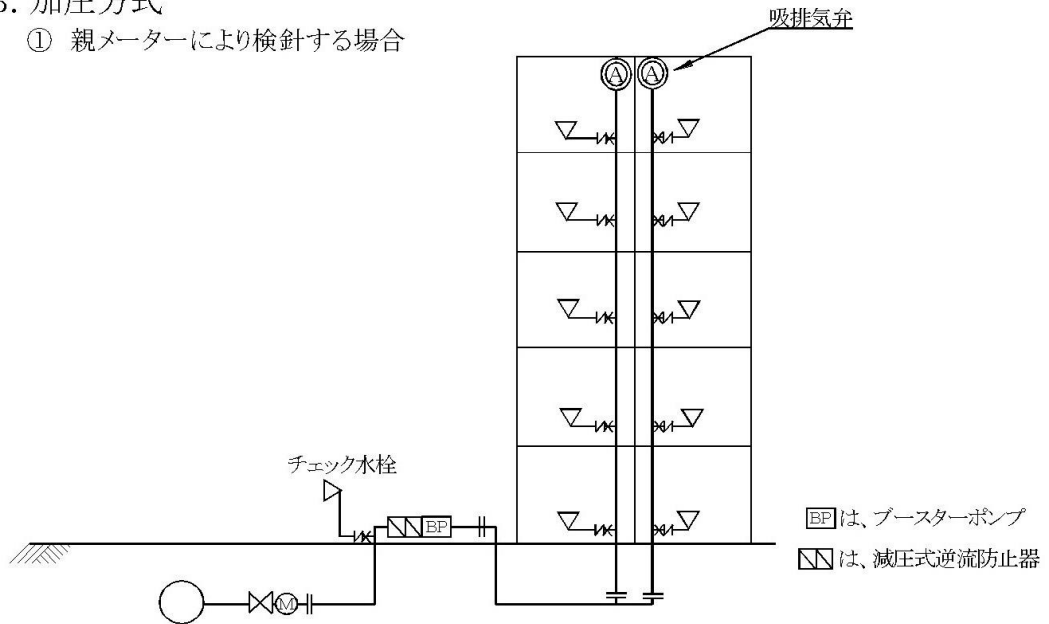 加圧方式
① 親メーターにより検針する場合
吸排気弁
A A
チェック水栓
BP
BPは、ブースターポンプ
は、減圧式逆流防止器
M